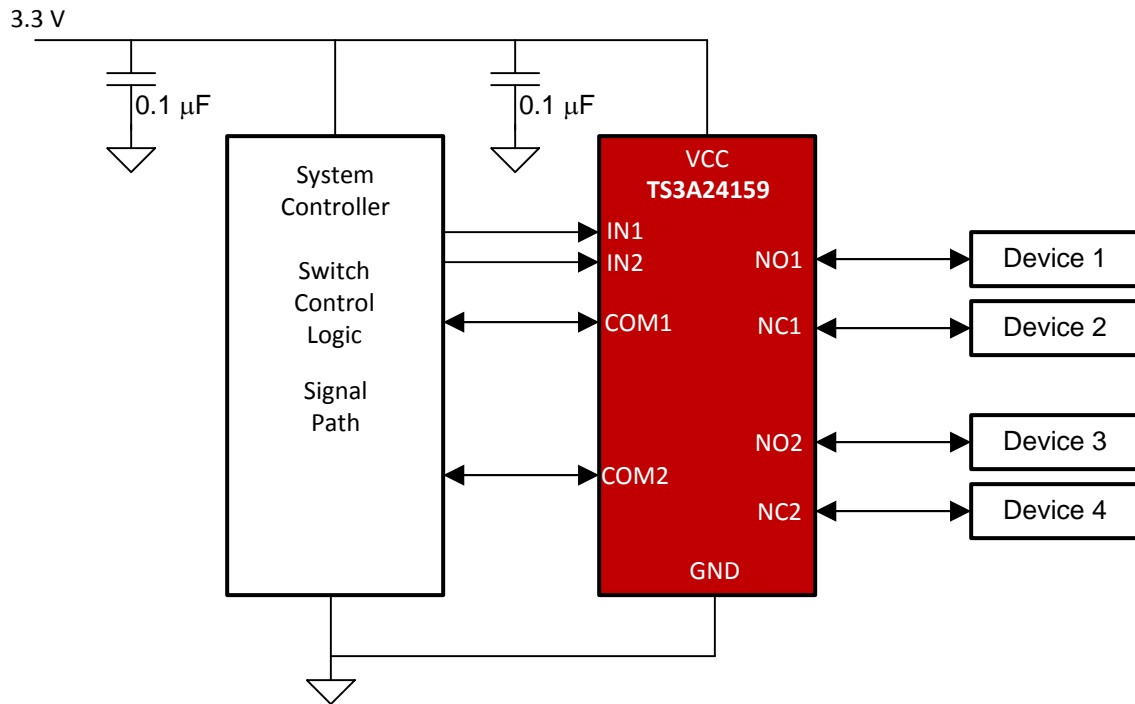 3.3 V
0.1 μF
0.1 μF
System
Controller
Switch
Control
Logic
Signal
Path
VCC
TS3A24159
IN1
IN2
COM1
COM2
NO1
NC1
NO2
NC2
GND
Device 1
Device 2
Device 3
Device 4